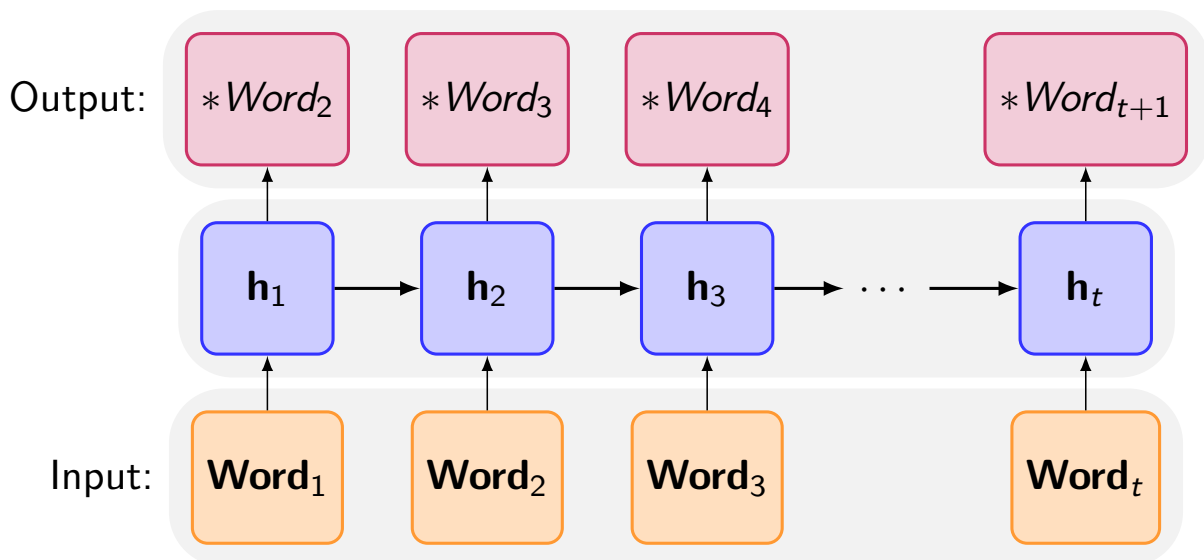 Output: ∗Word₂ ∗Word₃ ∗Word₄ ∗Wordₜ₊₁
h₁ h₂ h₃ ··· hₜ
Input: Word₁ Word₂ Word₃ Wordₜ